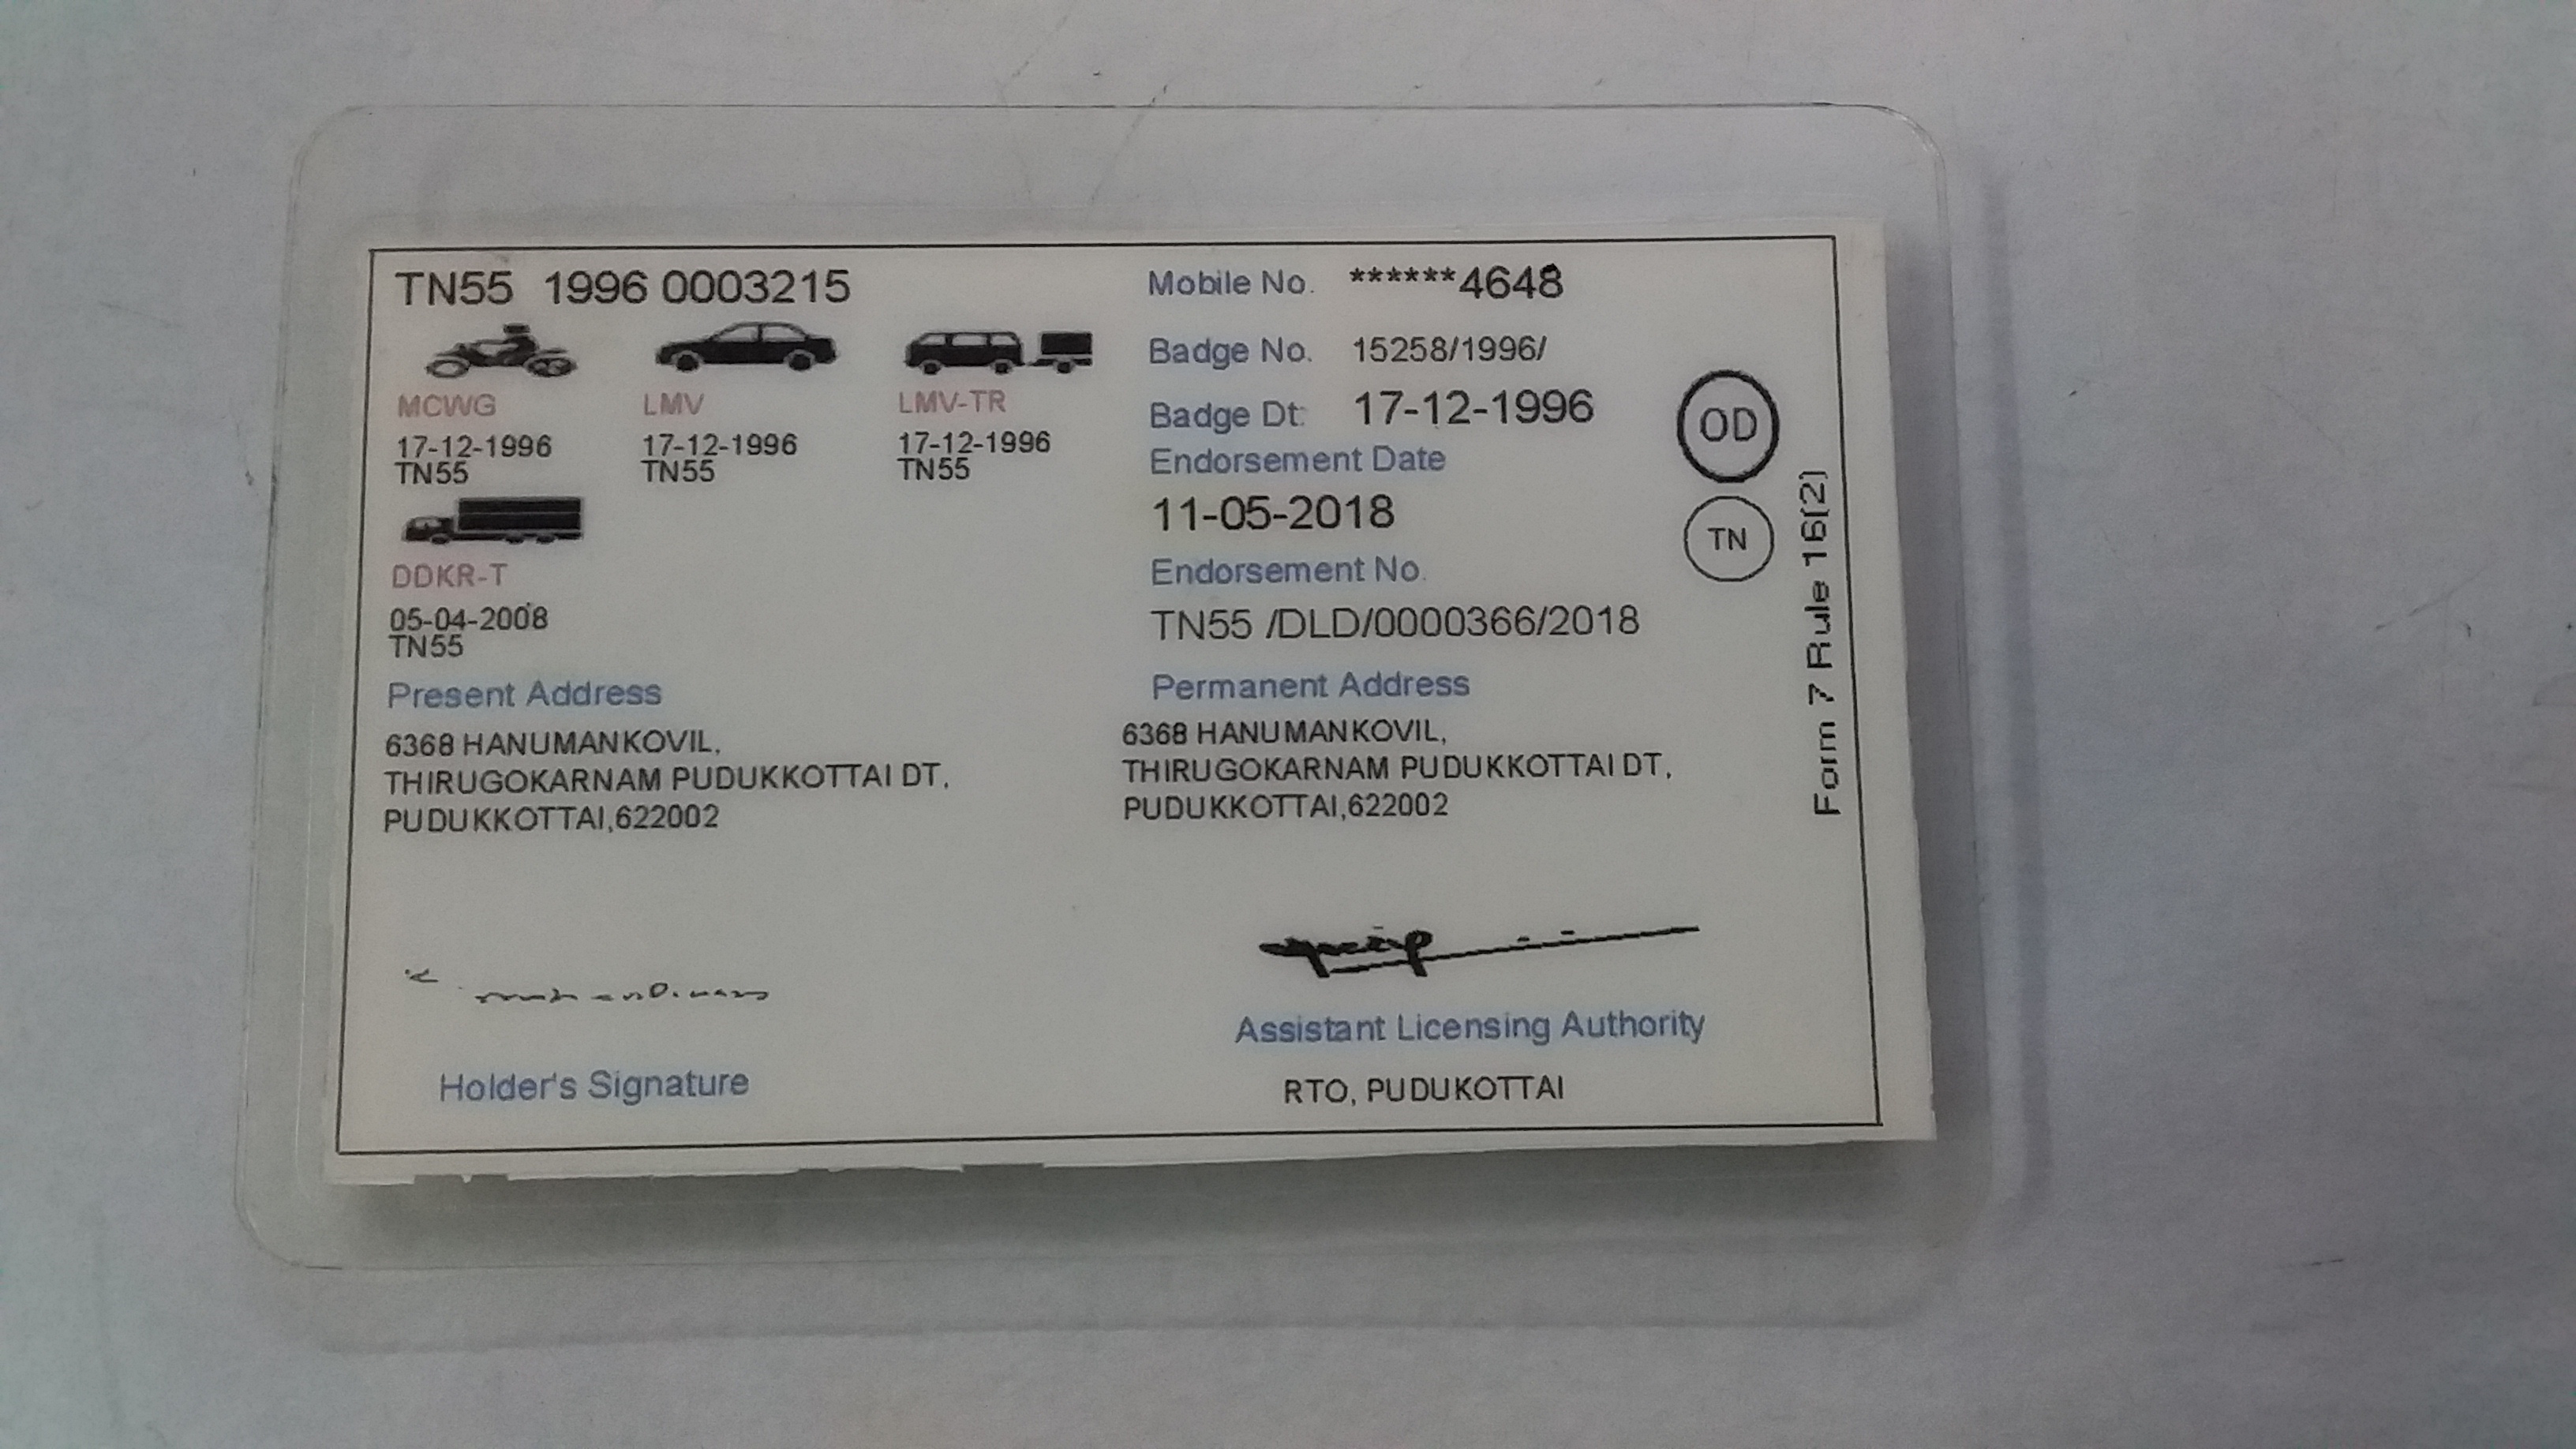 TN55 1996 0003215
MCWG LMV LMV-TR
17-12-1996 17-12-1996 17-12-1996
TN55 TN55 TN55
DDKR-T
05-04-2008
TN55
Mobile No. ******4648
Badge No. 15258/1996/
Badge Dt: 17-12-1996
Endorsement Date
11-05-2018
Endorsement No.
TN55 /DLD/0000366/2018
OD
TN
Form 7 Rule 16(2)
Present Address
6368 HANUMANKOVIL,
THIRUGOKARNAM PUDUKKOTTAI DT,
PUDUKKOTTAI,622002
Permanent Address
6368 HANUMANKOVIL,
THIRUGOKARNAM PUDUKKOTTAI DT,
PUDUKKOTTAI,622002
Holder's Signature
Assistant Licensing Authority
RTO, PUDUKOTTAI